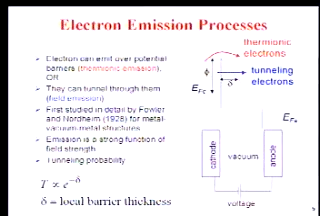 Electron Emission Processes
Electron can emit over potential
barriers (thermionic emission),
OR
They can tunnel through them
(field emission)
First studied in detail by Fowler
and Nordheim (1928) for metal-
vacuum-metal structures
Emission is a strong function of
field strength
Tunneling probability
T ∝ e^-δ
δ = local barrier thickness
thermionic
electrons
ϕ
tunneling
electrons
δ
E_Fc
E_Fa
cathode
vacuum
anode
voltage